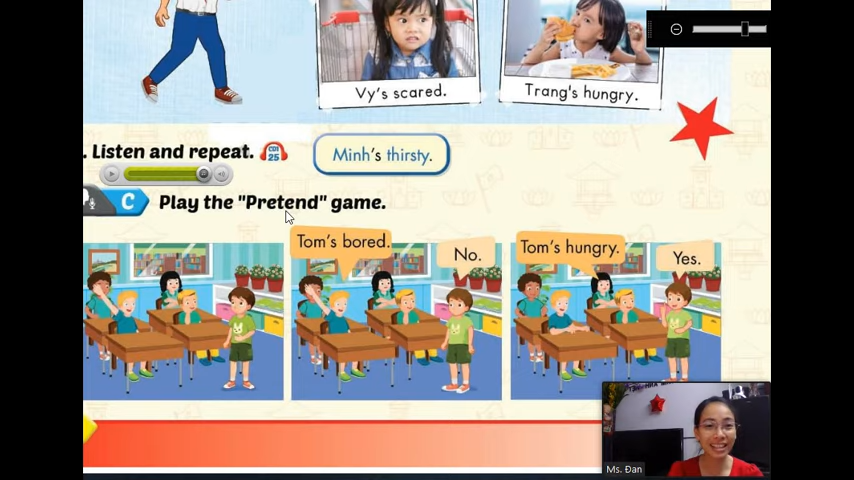 Vy's scared.
Trang's hungry.
. Listen and repeat.
CD1
25
Minh's thirsty.
C
Play the "Pretend" game.
Tom's bored.
No.
Tom's hungry.
Yes.
Ms. Đan